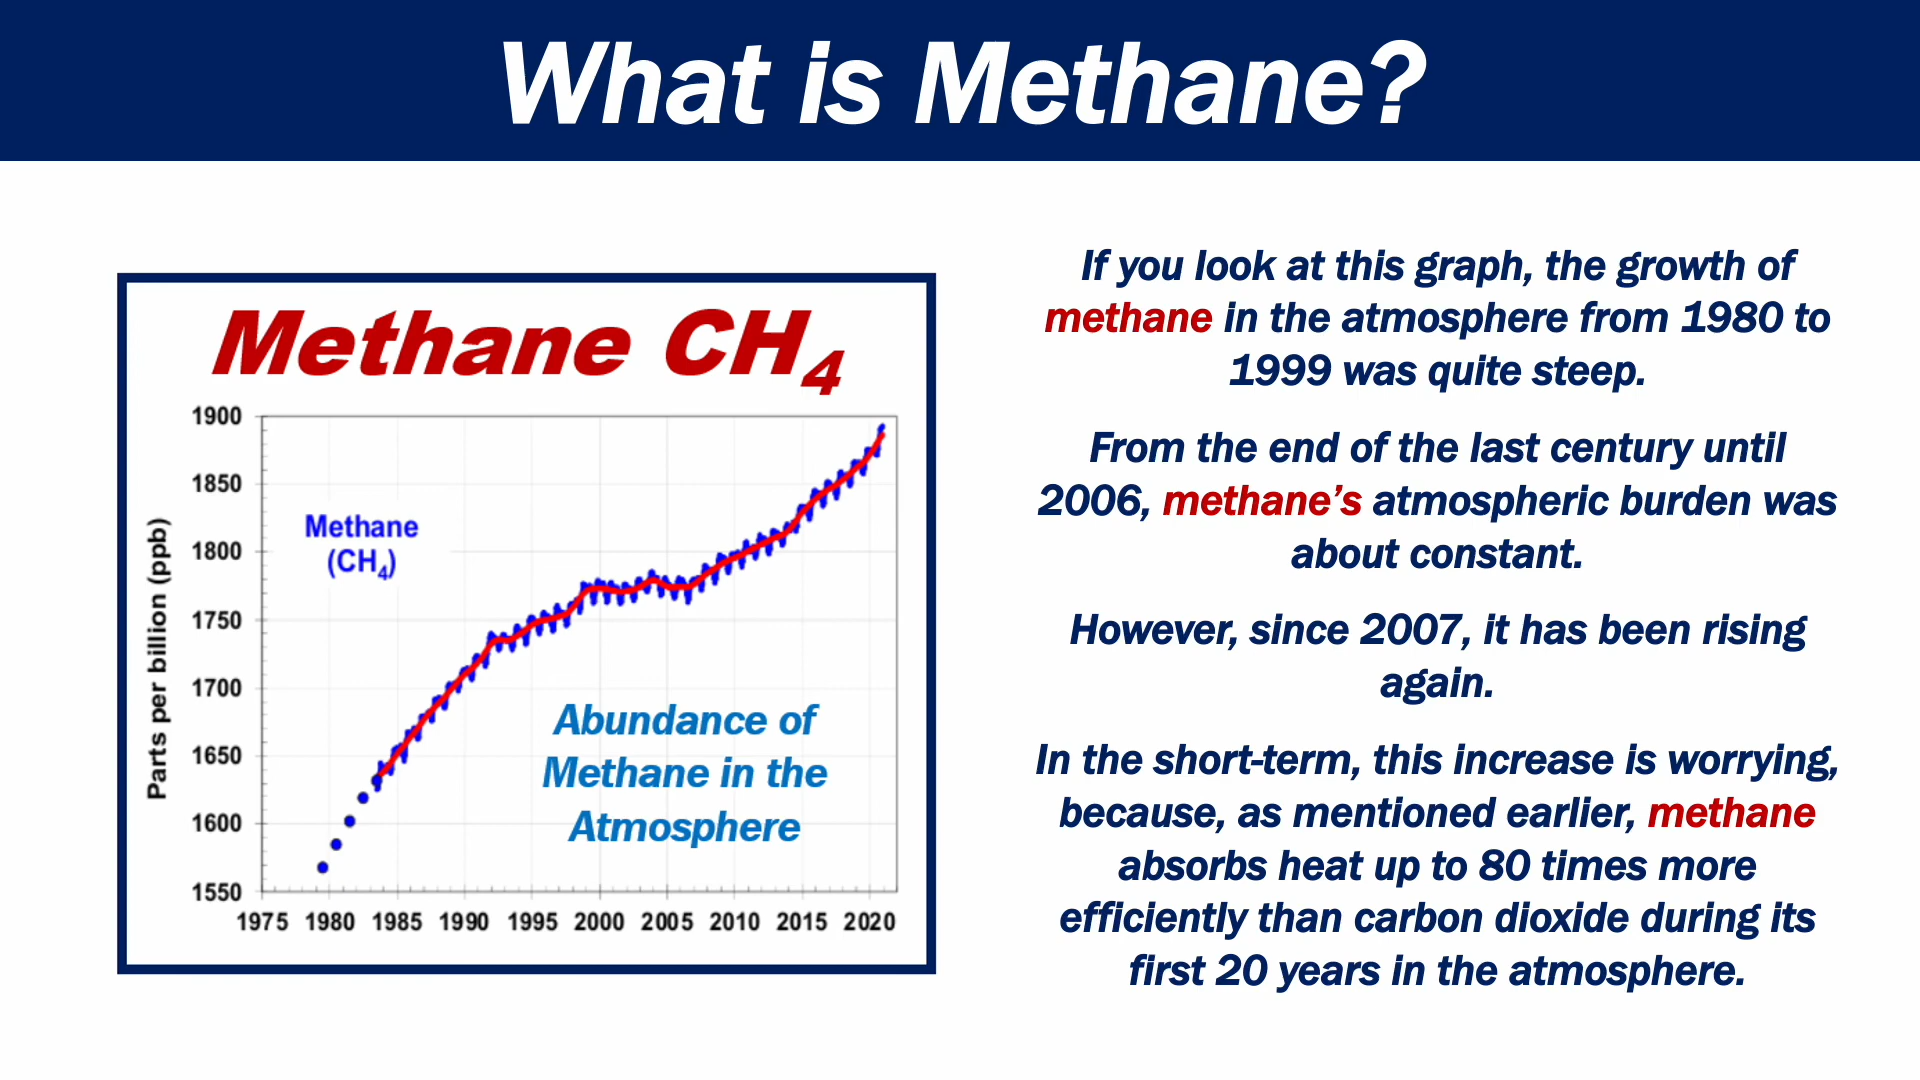 What is Methane?
Methane CH₄
1900
1850
1800
1750
1700
1650
1600
1550
Parts per billion (ppb)
Methane
(CH₄)
Abundance of
Methane in the
Atmosphere
1975 1980 1985 1990 1995 2000 2005 2010 2015 2020
If you look at this graph, the growth of
methane in the atmosphere from 1980 to
1999 was quite steep.
From the end of the last century until
2006, methane’s atmospheric burden was
about constant.
However, since 2007, it has been rising
again.
In the short-term, this increase is worrying,
because, as mentioned earlier, methane
absorbs heat up to 80 times more
efficiently than carbon dioxide during its
first 20 years in the atmosphere.